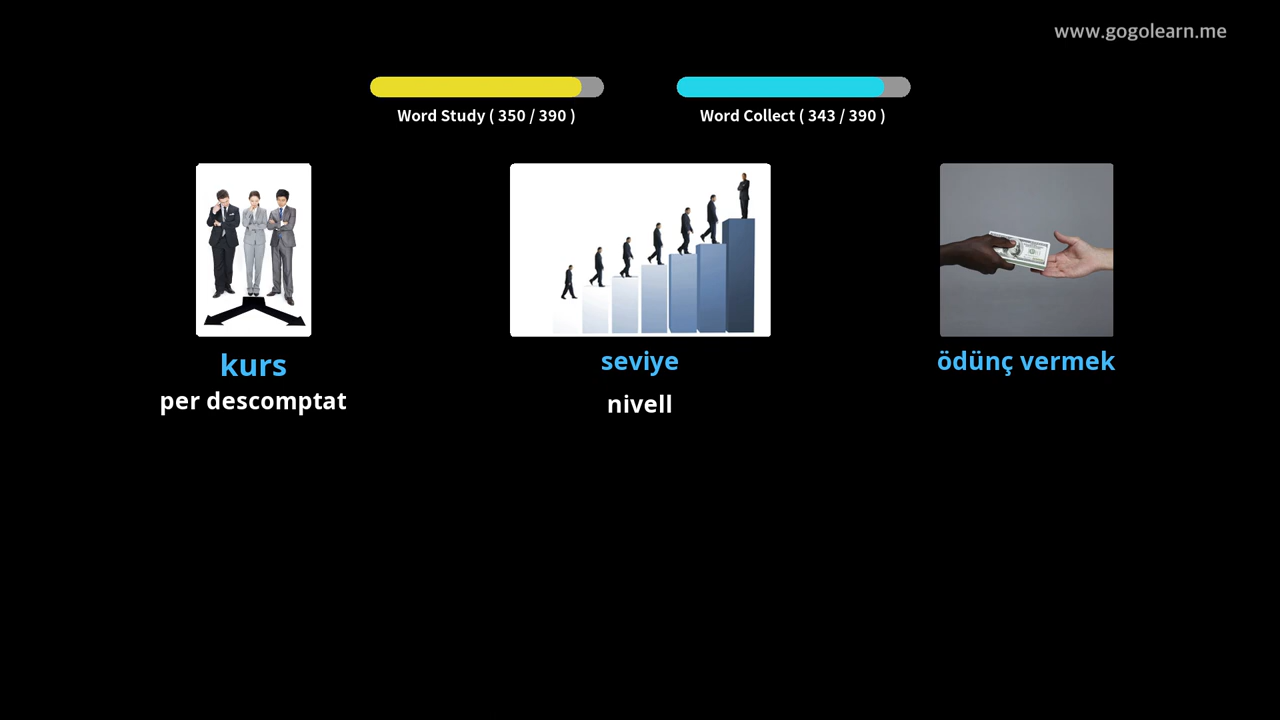 www.gogolearn.me
Word Study ( 350 / 390 )
Word Collect ( 343 / 390 )
kurs
per descomptat
seviye
nivell
ödünç vermek